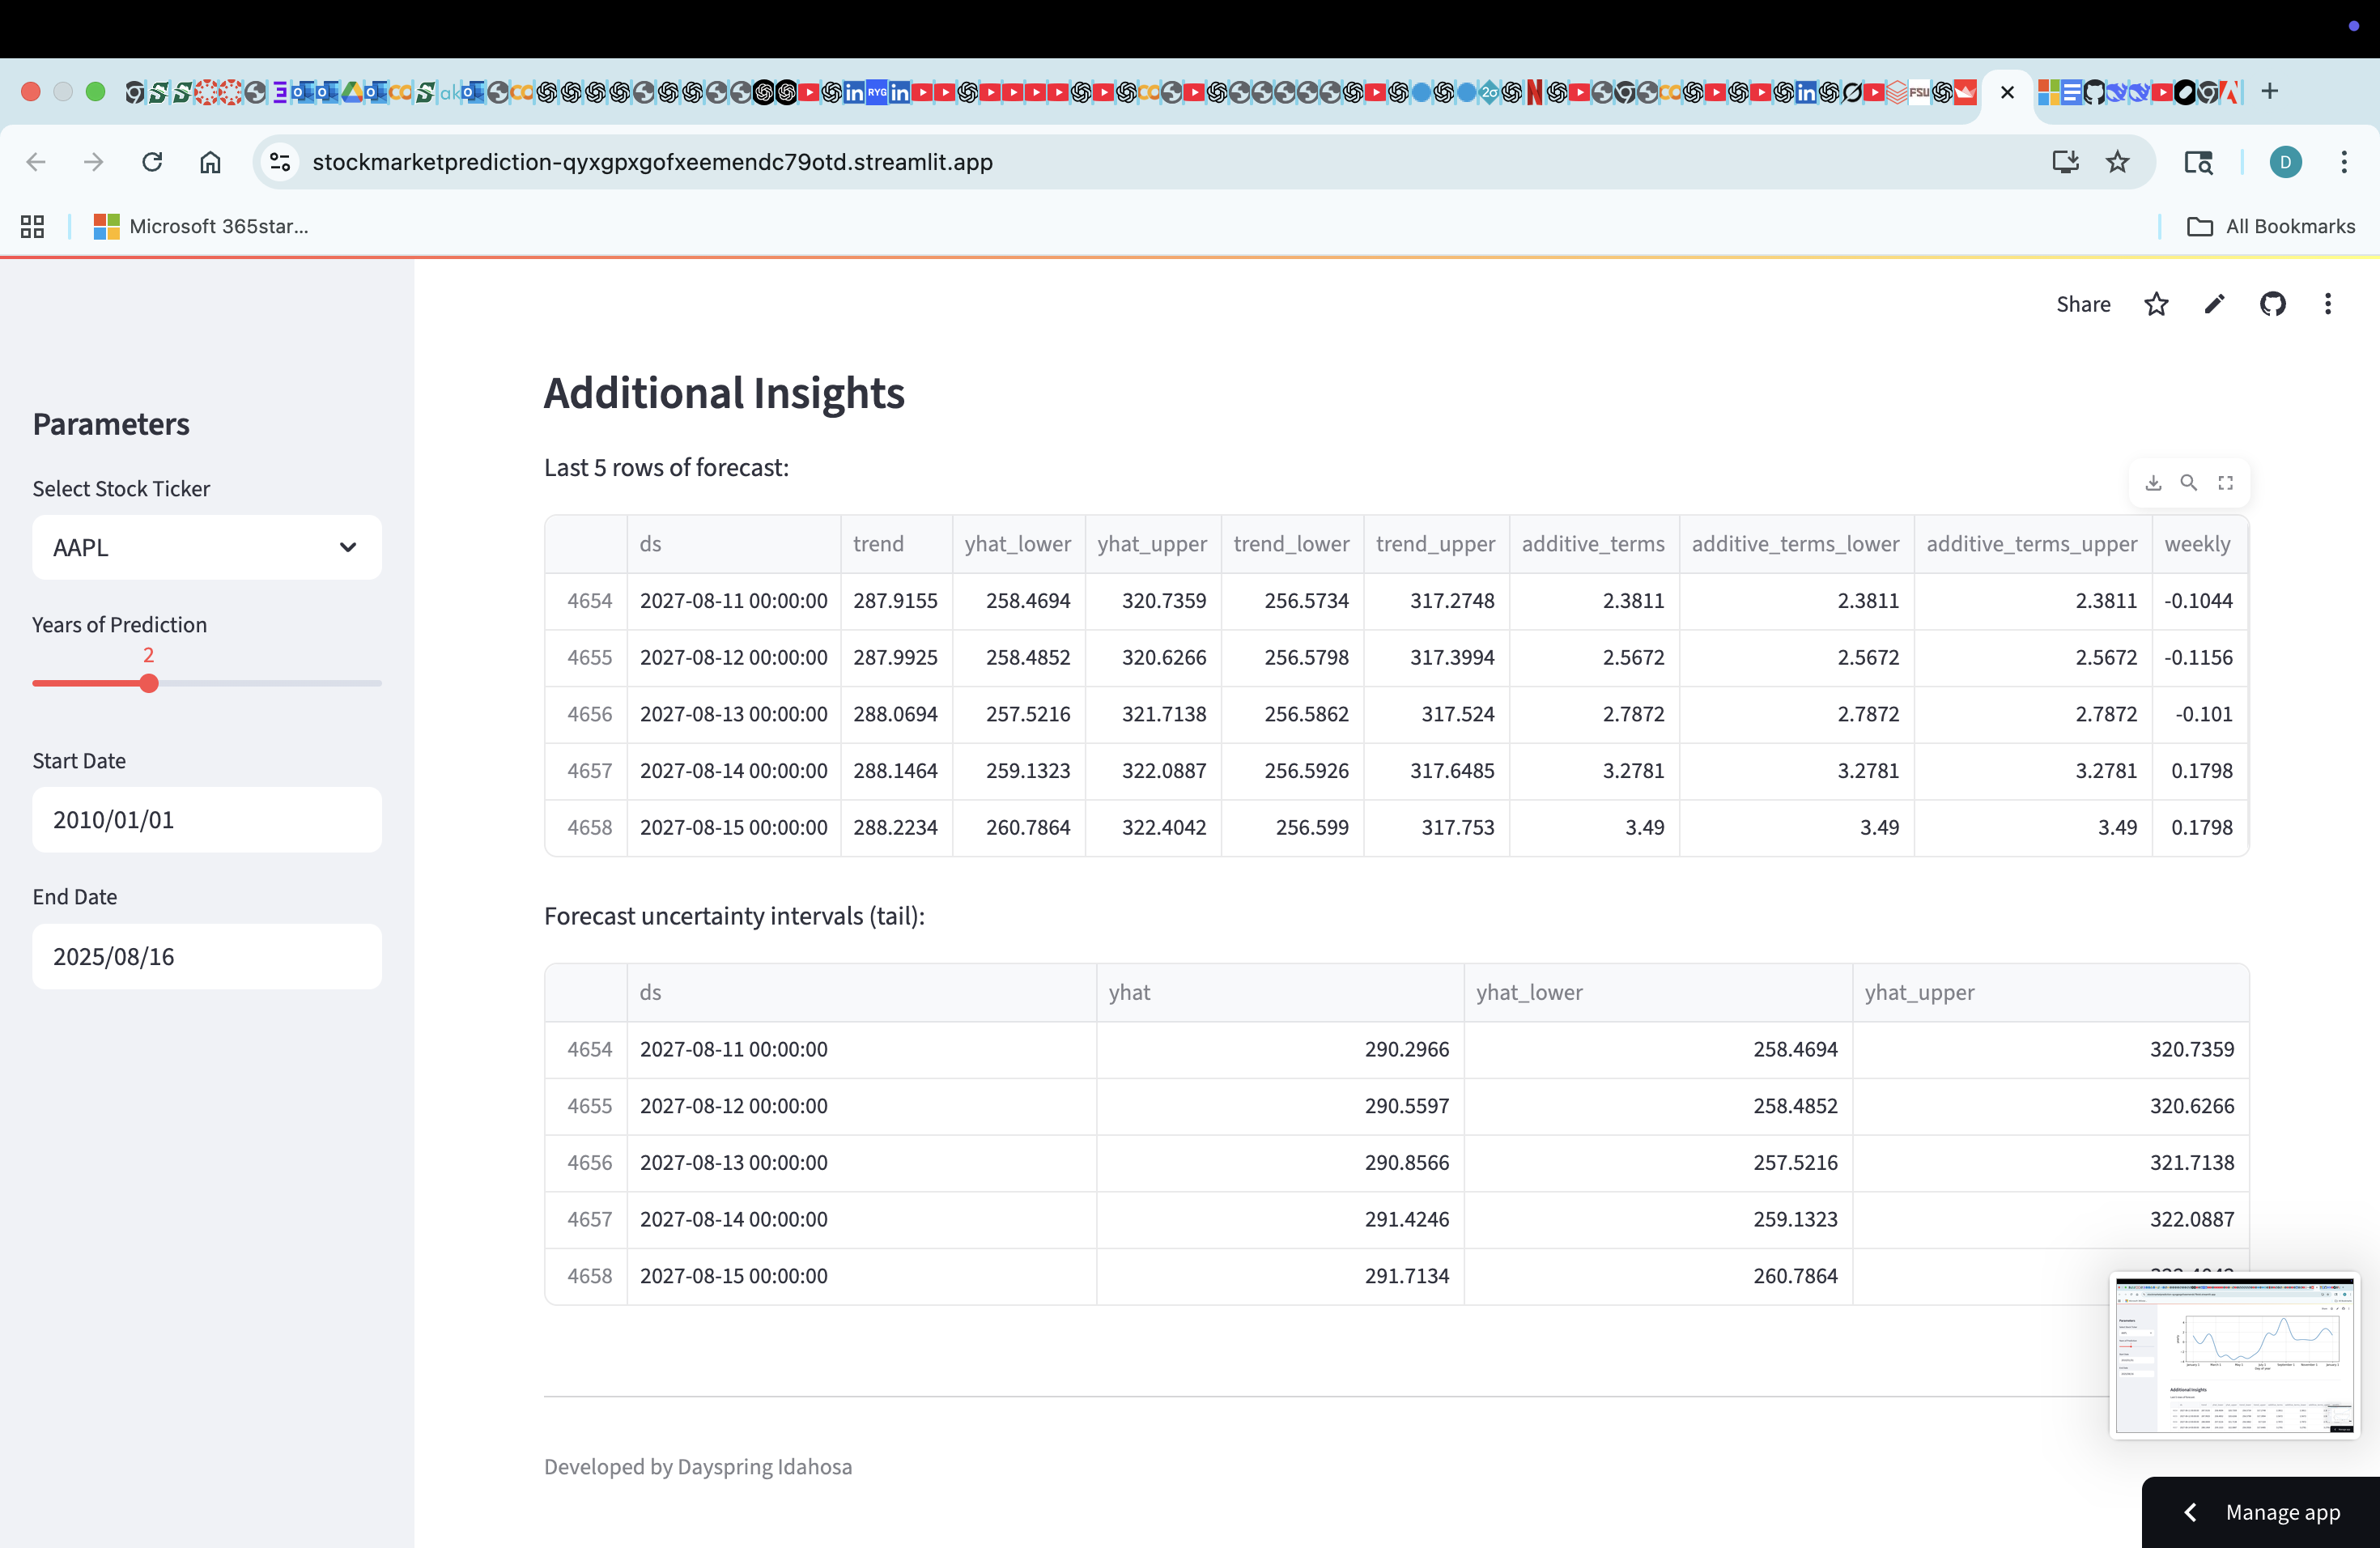 stockmarketprediction-qyxgpxgofxeemendc79otd.streamlit.app
D
Microsoft 365star...
All Bookmarks
Share
Parameters
Select Stock Ticker
AAPL
Years of Prediction
2
Start Date
2010/01/01
End Date
2025/08/16
Additional Insights
Last 5 rows of forecast:
ds trend yhat_lower yhat_upper trend_lower trend_upper additive_terms additive_terms_lower additive_terms_upper weekly
4654 2027-08-11 00:00:00 287.9155 258.4694 320.7359 256.5734 317.2748 2.3811 2.3811 2.3811 -0.1044
4655 2027-08-12 00:00:00 287.9925 258.4852 320.6266 256.5798 317.3994 2.5672 2.5672 2.5672 -0.1156
4656 2027-08-13 00:00:00 288.0694 257.5216 321.7138 256.5862 317.524 2.7872 2.7872 2.7872 -0.101
4657 2027-08-14 00:00:00 288.1464 259.1323 322.0887 256.5926 317.6485 3.2781 3.2781 3.2781 0.1798
4658 2027-08-15 00:00:00 288.2234 260.7864 322.4042 256.599 317.753 3.49 3.49 3.49 0.1798
Forecast uncertainty intervals (tail):
ds yhat yhat_lower yhat_upper
4654 2027-08-11 00:00:00 290.2966 258.4694 320.7359
4655 2027-08-12 00:00:00 290.5597 258.4852 320.6266
4656 2027-08-13 00:00:00 290.8566 257.5216 321.7138
4657 2027-08-14 00:00:00 291.4246 259.1323 322.0887
4658 2027-08-15 00:00:00 291.7134 260.7864
Additional Insights
Developed by Dayspring Idahosa
Manage app